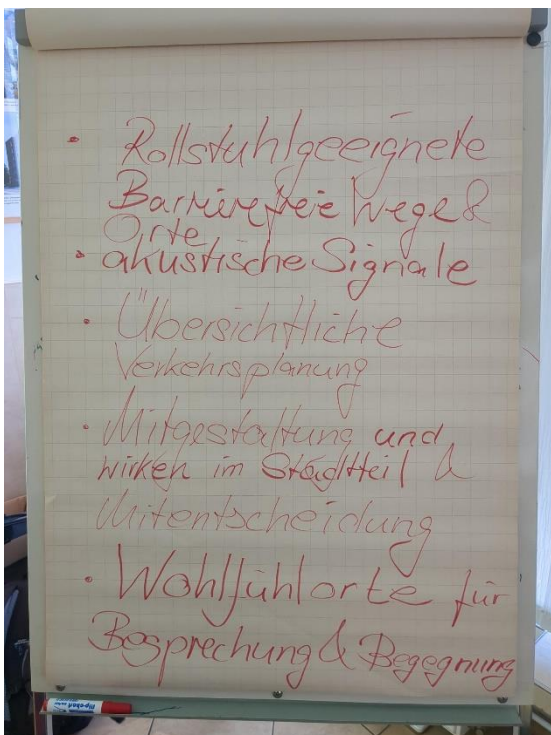 • Rollstuhlgeeignete
Barrierefreie Wege &
Orte
• akustische Signale
• Übersichtliche
Verkehrsplanung
• Mitgestaltung und
wirken im Stadtteil &
Mitentscheidung
• Wohlfühlorte für
Besprechung & Begegnung